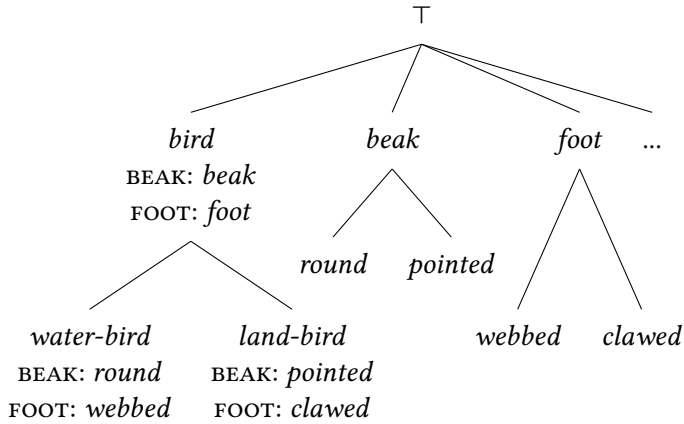 ⊤
bird beak foot ...
BEAK: beak
FOOT: foot
round pointed
water-bird land-bird webbed clawed
BEAK: round BEAK: pointed
FOOT: webbed FOOT: clawed